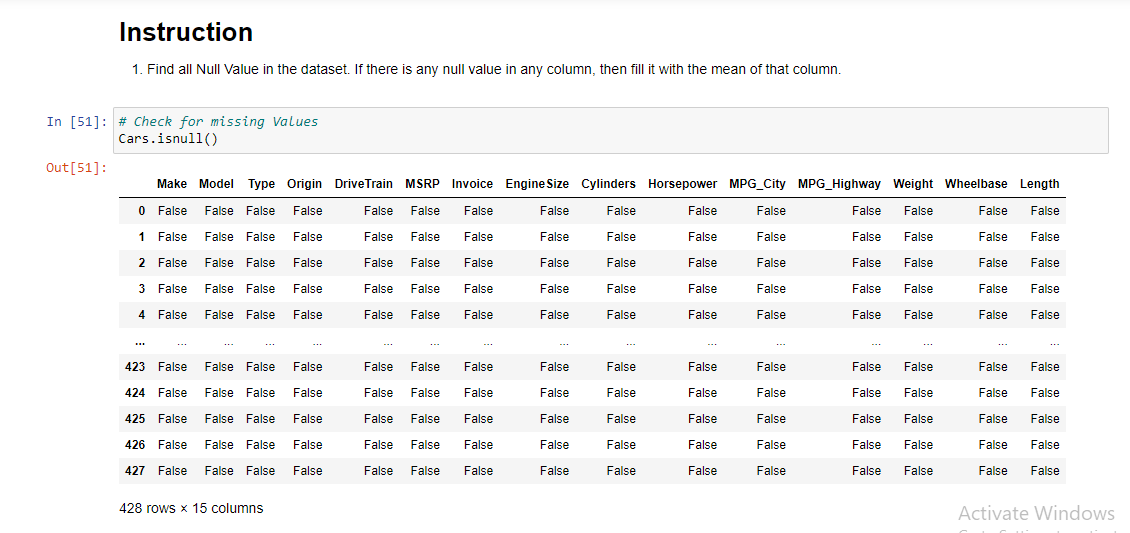 Instruction
1. Find all Null Value in the dataset. If there is any null value in any column, then fill it with the mean of that column.
In [51]: # Check for missing Values
Cars.isnull()
Out[51]:
Make Model Type Origin DriveTrain MSRP Invoice EngineSize Cylinders Horsepower MPG_City MPG_Highway Weight Wheelbase Length
0 False False False False False False False False False False False False False False False
1 False False False False False False False False False False False False False False False
2 False False False False False False False False False False False False False False False
3 False False False False False False False False False False False False False False False
4 False False False False False False False False False False False False False False False
... ... ... ... ... ... ... ... ... ... ... ... ... ... ... ...
423 False False False False False False False False False False False False False False False
424 False False False False False False False False False False False False False False False
425 False False False False False False False False False False False False False False False
426 False False False False False False False False False False False False False False False
427 False False False False False False False False False False False False False False False
428 rows × 15 columns
Activate Windows